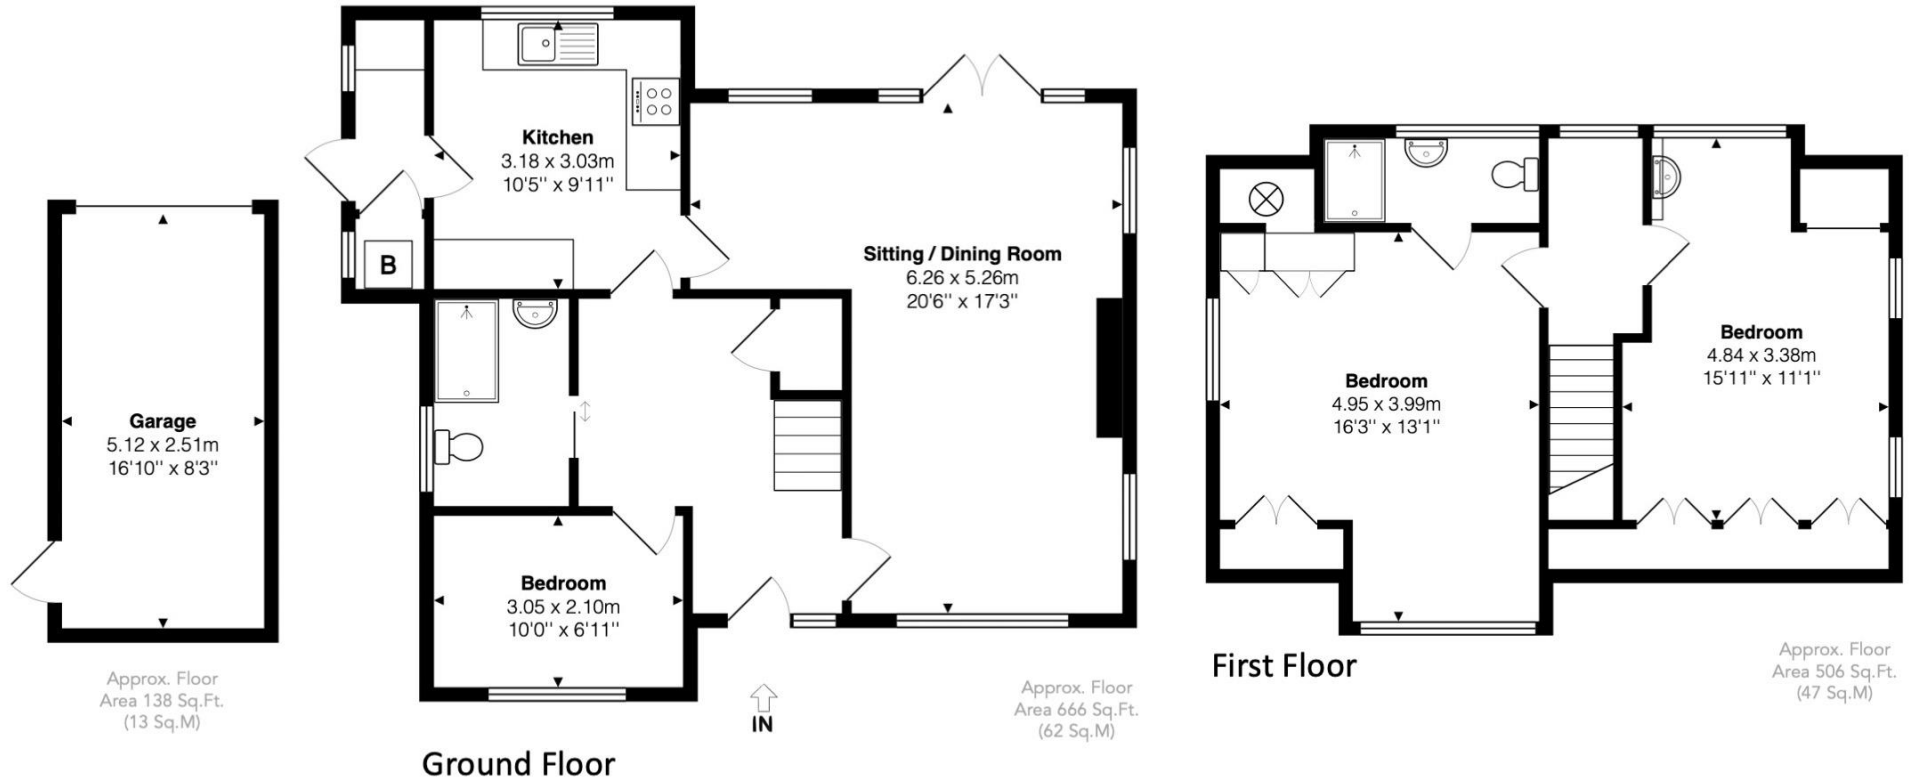 Garage
5.12 x 2.51m
16'10" x 8'3"
Approx. Floor
Area 138 Sq.Ft.
(13 Sq.M)
Kitchen
3.18 x 3.03m
10'5" x 9'11"
B
Sitting / Dining Room
6.26 x 5.26m
20'6" x 17'3"
Bedroom
3.05 x 2.10m
10'0" x 6'11"
IN
Approx. Floor
Area 666 Sq.Ft.
(62 Sq.M)
Ground Floor
Bedroom
4.95 x 3.99m
16'3" x 13'1"
Bedroom
4.84 x 3.38m
15'11" x 11'1"
First Floor
Approx. Floor
Area 506 Sq.Ft.
(47 Sq.M)